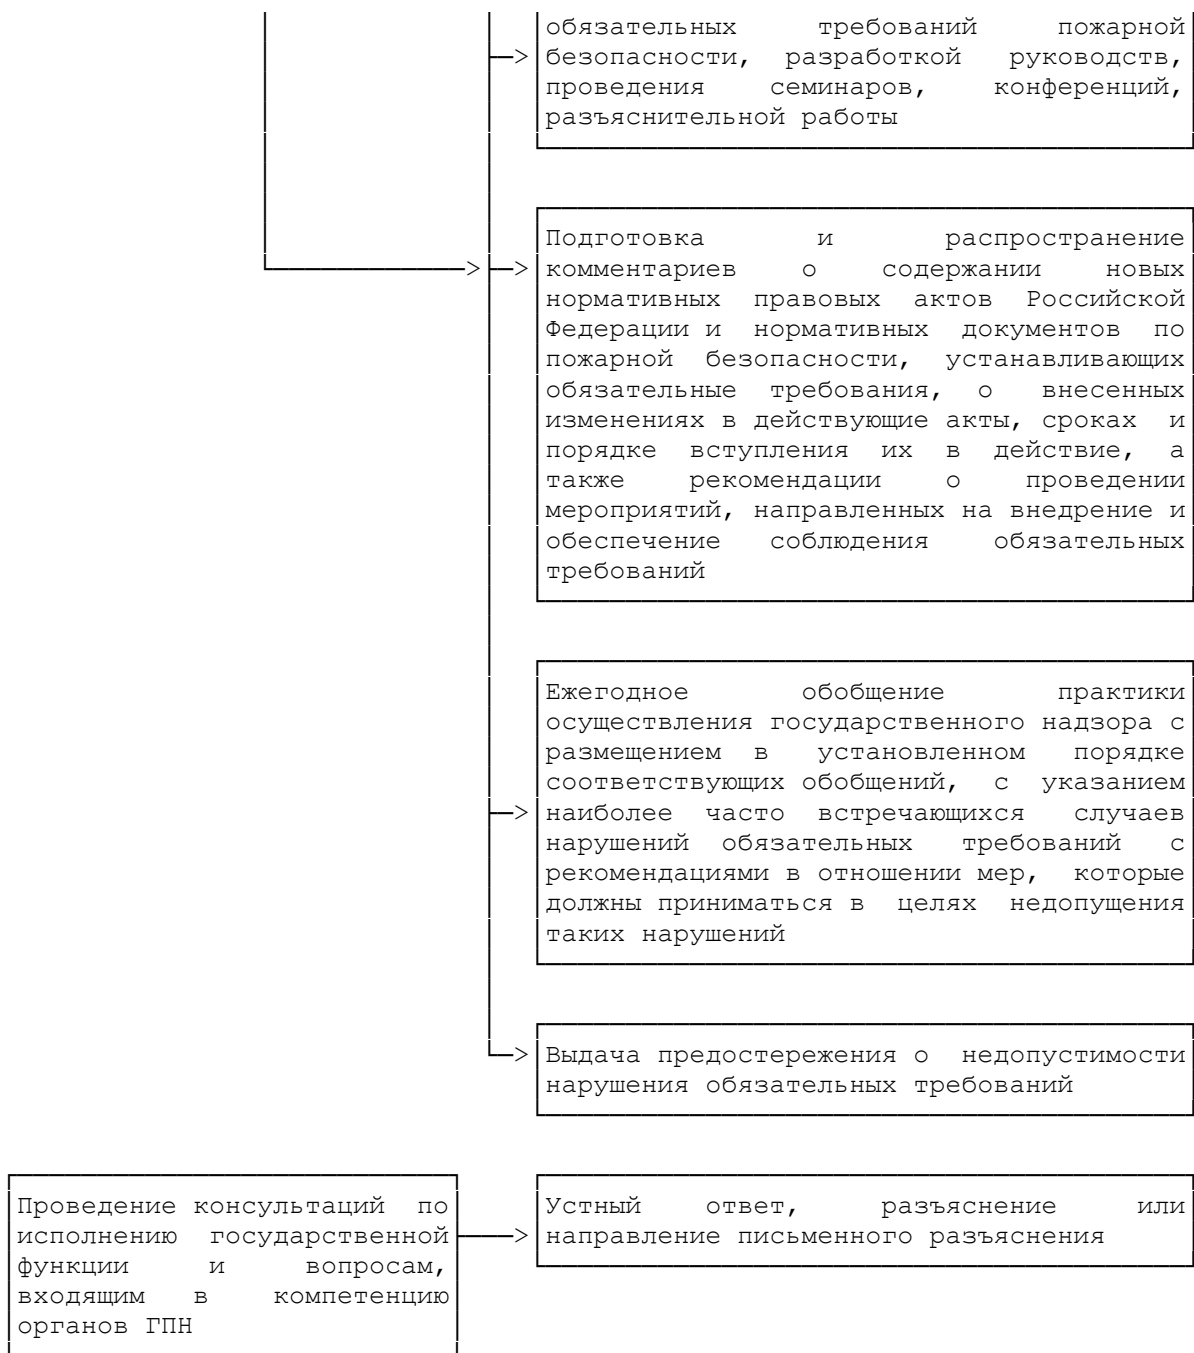 обязательных требований пожарной
безопасности, разработкой руководств,
проведения семинаров, конференций,
разъяснительной работы
Подготовка и распространение
комментариев о содержании новых
нормативных правовых актов Российской
Федерации и нормативных документов по
пожарной безопасности, устанавливающих
обязательные требования, о внесенных
изменениях в действующие акты, сроках и
порядке вступления их в действие, а
также рекомендации о проведении
мероприятий, направленных на внедрение и
обеспечение соблюдения обязательных
требований
Ежегодное обобщение практики
осуществления государственного надзора с
размещением в установленном порядке
соответствующих обобщений, с указанием
наиболее часто встречающихся случаев
нарушений обязательных требований с
рекомендациями в отношении мер, которые
должны приниматься в целях недопущения
таких нарушений
Выдача предостережения о недопустимости
нарушения обязательных требований
Проведение консультаций по
исполнению государственной
функции и вопросам,
входящим в компетенцию
органов ГПН
Устный ответ, разъяснение или
направление письменного разъяснения